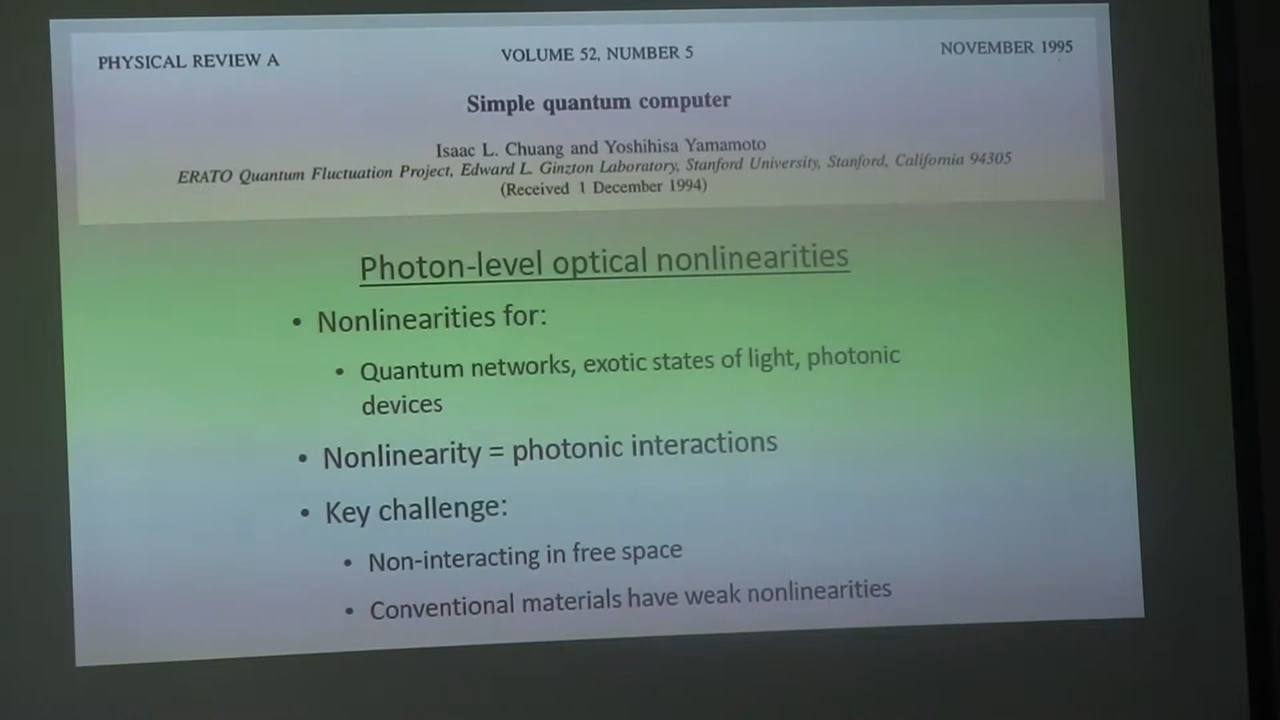 PHYSICAL REVIEW A
VOLUME 52, NUMBER 5
NOVEMBER 1995
Simple quantum computer
Isaac L. Chuang and Yoshihisa Yamamoto
ERATO Quantum Fluctuation Project, Edward L. Ginzton Laboratory, Stanford University, Stanford, California 94305
(Received 1 December 1994)
Photon-level optical nonlinearities
• Nonlinearities for:
• Quantum networks, exotic states of light, photonic
devices
• Nonlinearity = photonic interactions
• Key challenge:
• Non-interacting in free space
• Conventional materials have weak nonlinearities